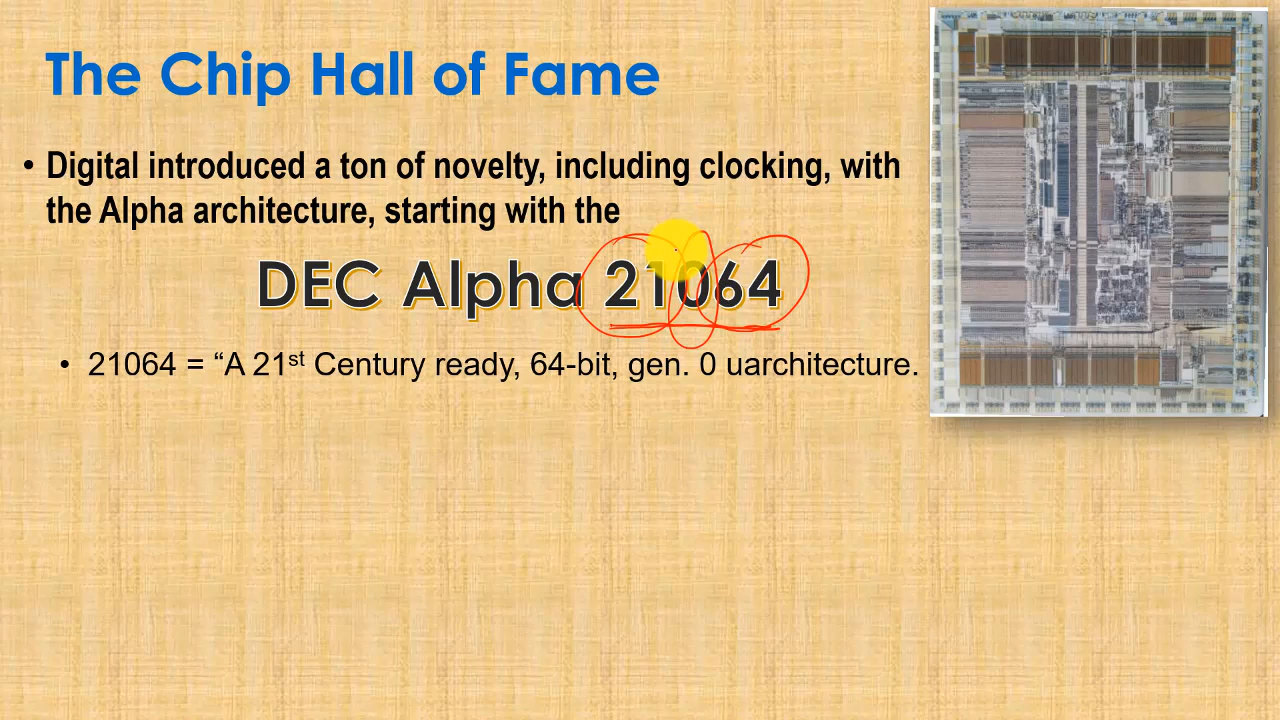 The Chip Hall of Fame
• Digital introduced a ton of novelty, including clocking, with
the Alpha architecture, starting with the
DEC Alpha 21064
• 21064 = “A 21st Century ready, 64-bit, gen. 0 uarchitecture.